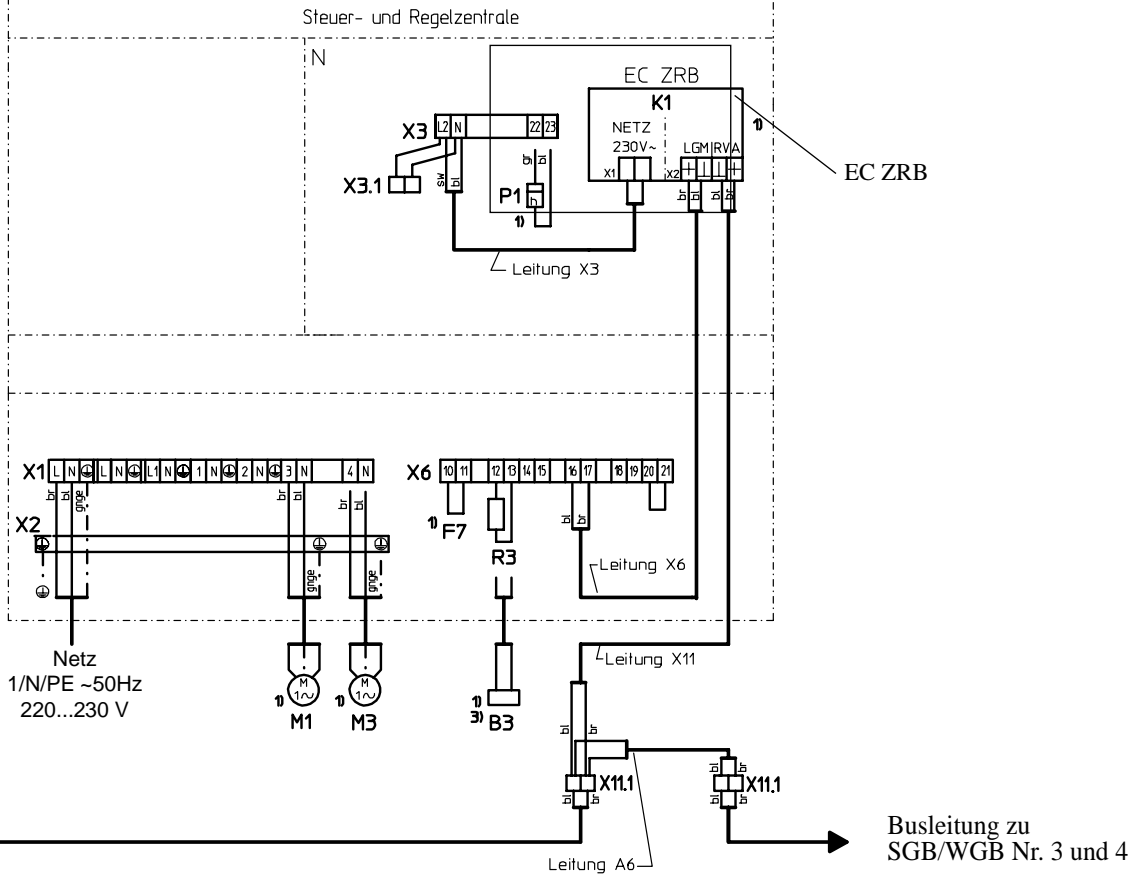 Steuer- und Regelzentrale
N
EC ZRB
K1
NETZ
230V~
LGM RVA
X1
X2
1)
EC ZRB
X3
L2 N 22 23
X3.1
sw bl
gr bl
P1
h
1)
br bl bl br
Leitung X3
X1
L N L N L1 N 1 N 2 N 3 N 4 N
X6
10 11 12 13 14 15 16 17 18 19 20 21
br bl gnge
br bl
br bl
bl br
X2
1) F7
R3
gnge
gnge
Leitung X6
Leitung X11
Netz
1/N/PE ~50Hz
220...230 V
M
1~
1)
M1
M
1~
1)
M3
1)
3) B3
bl br
X11.1
bl br
bl br
X11.1
bl br
Leitung A6
Busleitung zu
SGB/WGB Nr. 3 und 4